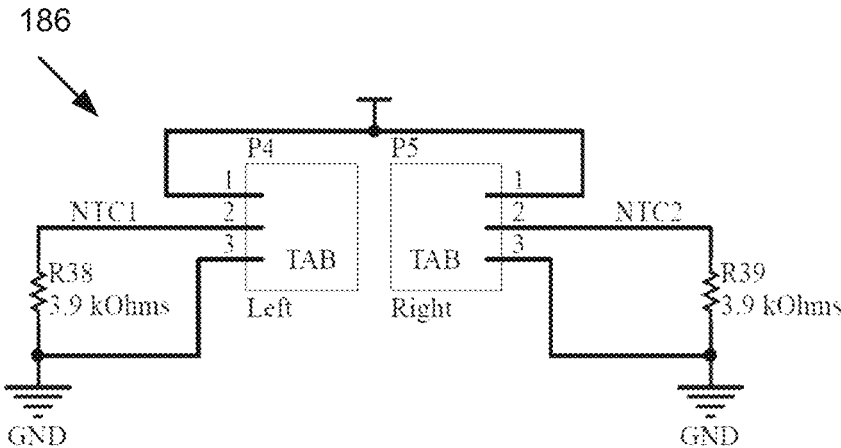 186
P4 P5
1 1
NTC1 2 2 NTC2
3 3
TAB TAB
R38 R39
3.9 kOhms 3.9 kOhms
Left Right
GND GND